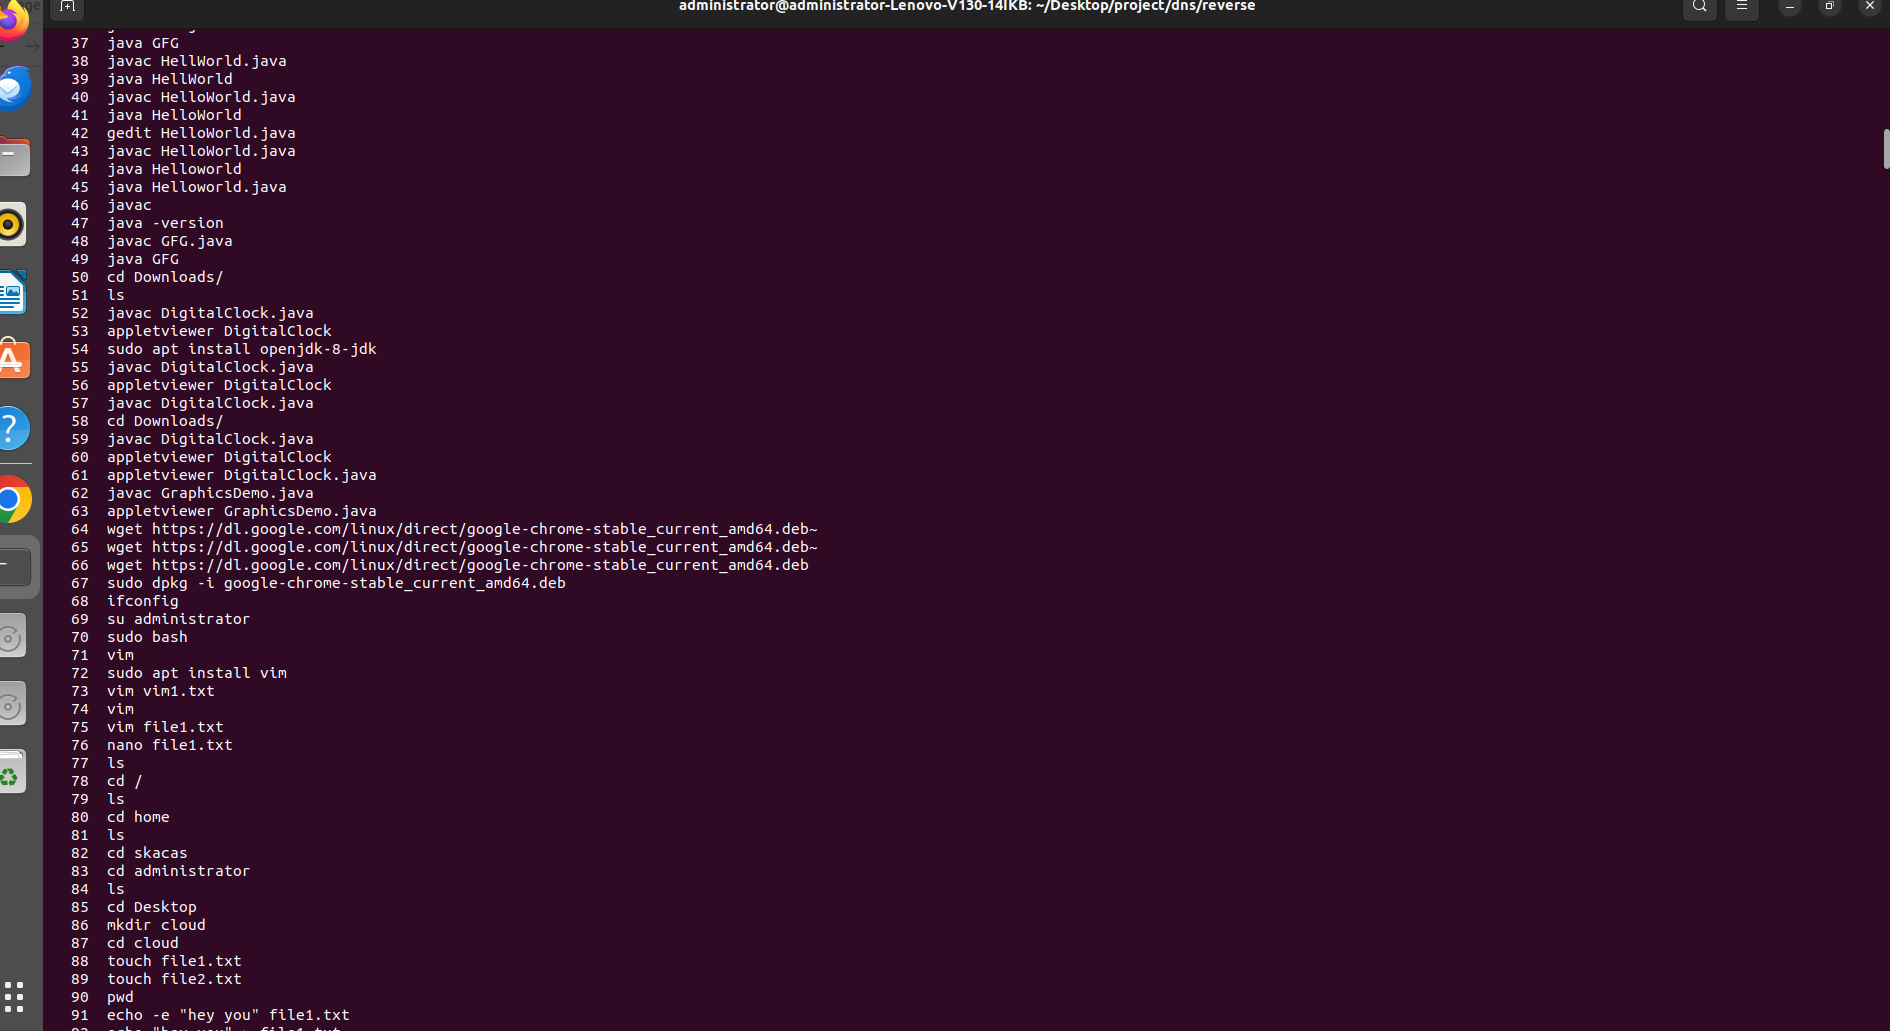 administrator@administrator-Lenovo-V130-14IKB: ~/Desktop/project/dns/reverse
37 java GFG
38 javac HellWorld.java
39 java HellWorld
40 javac HelloWorld.java
41 java HelloWorld
42 gedit HelloWorld.java
43 javac HelloWorld.java
44 java Helloworld
45 java Helloworld.java
46 javac
47 java -version
48 javac GFG.java
49 java GFG
50 cd Downloads/
51 ls
52 javac DigitalClock.java
53 appletviewer DigitalClock
54 sudo apt install openjdk-8-jdk
55 javac DigitalClock.java
56 appletviewer DigitalClock
57 javac DigitalClock.java
58 cd Downloads/
59 javac DigitalClock.java
60 appletviewer DigitalClock
61 appletviewer DigitalClock.java
62 javac GraphicsDemo.java
63 appletviewer GraphicsDemo.java
64 wget https://dl.google.com/linux/direct/google-chrome-stable_current_amd64.deb~
65 wget https://dl.google.com/linux/direct/google-chrome-stable_current_amd64.deb~
66 wget https://dl.google.com/linux/direct/google-chrome-stable_current_amd64.deb
67 sudo dpkg -i google-chrome-stable_current_amd64.deb
68 ifconfig
69 su administrator
70 sudo bash
71 vim
72 sudo apt install vim
73 vim vim1.txt
74 vim
75 vim file1.txt
76 nano file1.txt
77 ls
78 cd /
79 ls
80 cd home
81 ls
82 cd skacas
83 cd administrator
84 ls
85 cd Desktop
86 mkdir cloud
87 cd cloud
88 touch file1.txt
89 touch file2.txt
90 pwd
91 echo -e "hey you" file1.txt